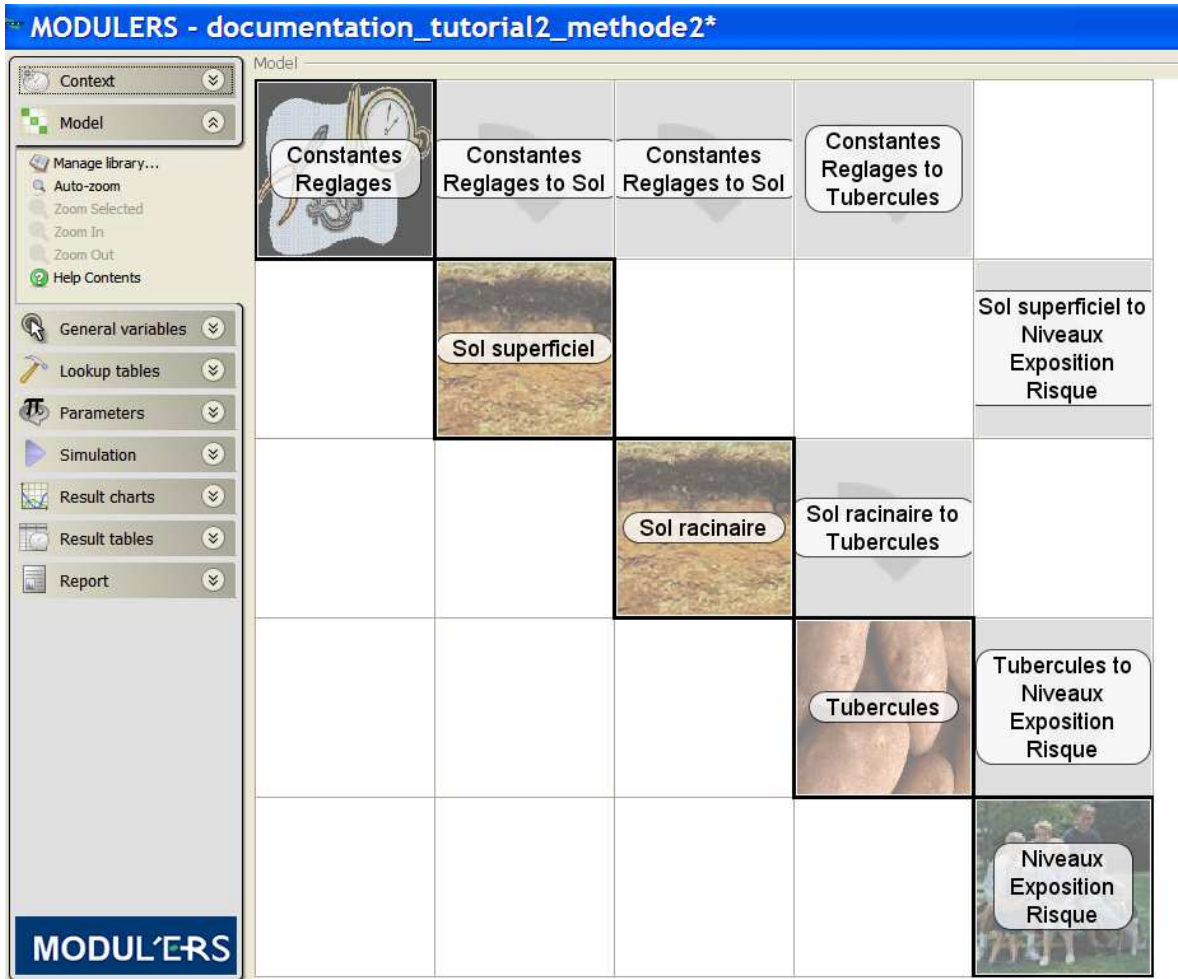 MODULERS - documentation_tutorial2_methode2*
Context
Model
Manage library...
Auto-zoom
Zoom Selected
Zoom In
Zoom Out
Help Contents
General variables
Lookup tables
Parameters
Simulation
Result charts
Result tables
Report
MODUL'ERS
Model
Constantes
Reglages
Constantes
Reglages to Sol
Constantes
Reglages to Sol
Constantes
Reglages to
Tubercules
Sol superficiel
Sol superficiel to
Niveaux
Exposition
Risque
Sol racinaire
Sol racinaire to
Tubercules
Tubercules
Tubercules to
Niveaux
Exposition
Risque
Niveaux
Exposition
Risque